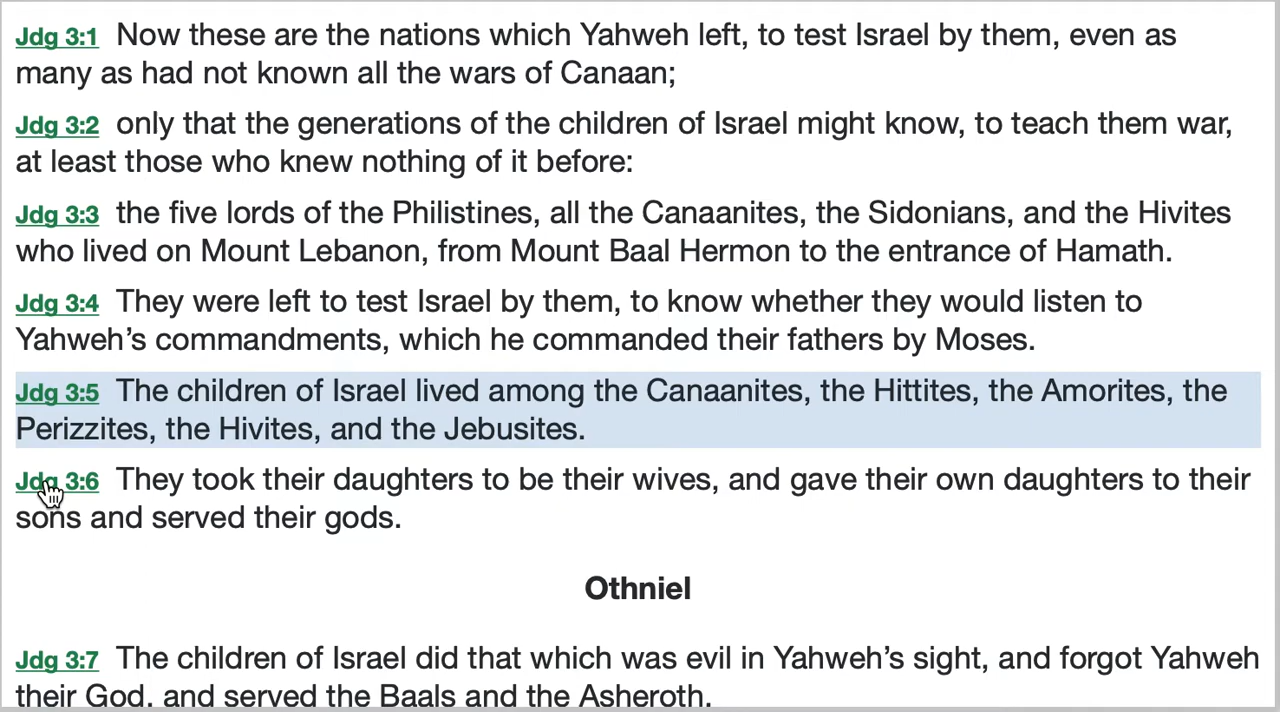 Jdg 3:1 Now these are the nations which Yahweh left, to test Israel by them, even as
many as had not known all the wars of Canaan;
Jdg 3:2 only that the generations of the children of Israel might know, to teach them war,
at least those who knew nothing of it before:
Jdg 3:3 the five lords of the Philistines, all the Canaanites, the Sidonians, and the Hivites
who lived on Mount Lebanon, from Mount Baal Hermon to the entrance of Hamath.
Jdg 3:4 They were left to test Israel by them, to know whether they would listen to
Yahweh’s commandments, which he commanded their fathers by Moses.
Jdg 3:5 The children of Israel lived among the Canaanites, the Hittites, the Amorites, the
Perizzites, the Hivites, and the Jebusites.
Jdg 3:6 They took their daughters to be their wives, and gave their own daughters to their
sons and served their gods.
Othniel
Jdg 3:7 The children of Israel did that which was evil in Yahweh’s sight, and forgot Yahweh
their God, and served the Baals and the Asheroth.